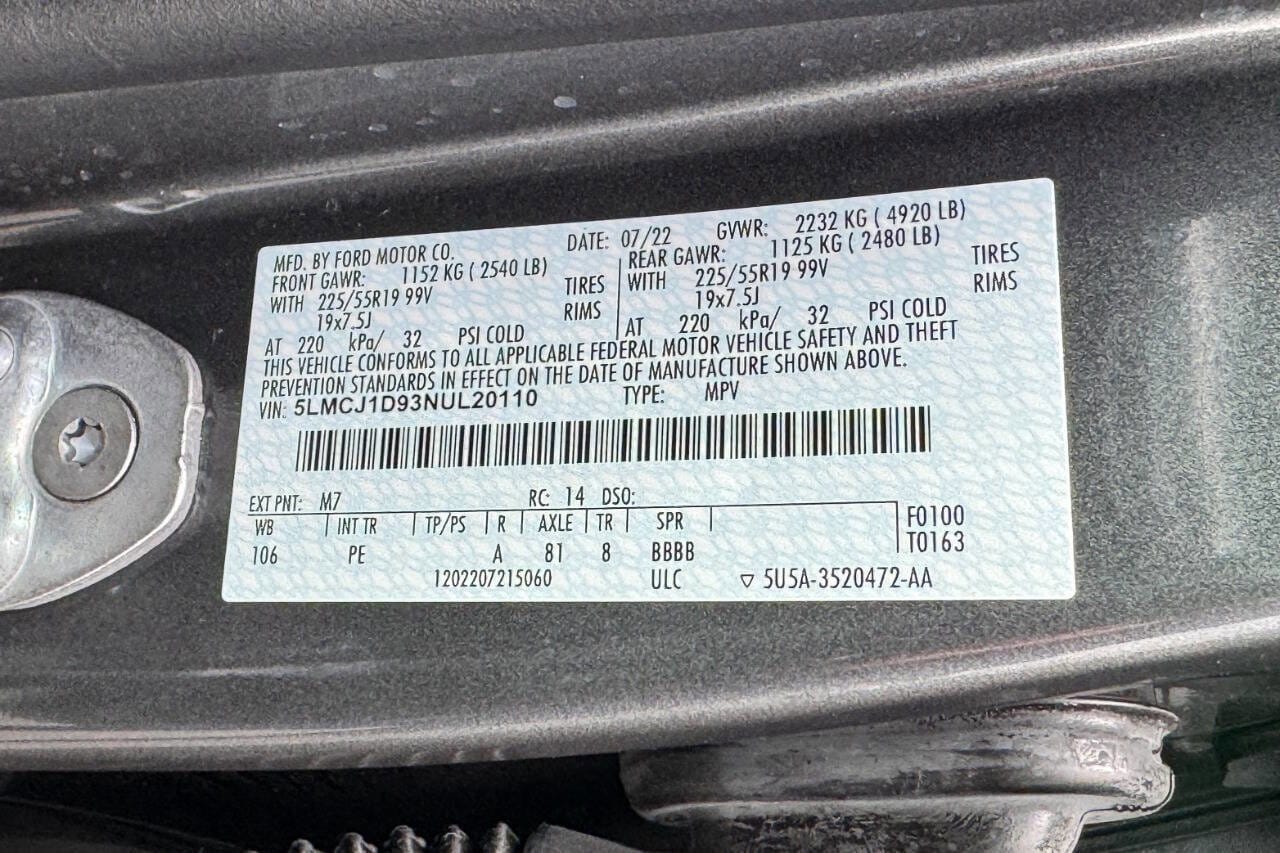 MFD. BY FORD MOTOR CO. DATE: 07/22 GVWR: 2232 KG ( 4920 LB)
FRONT GAWR: 1152 KG ( 2540 LB) REAR GAWR: 1125 KG ( 2480 LB)
WITH 225/55R19 99V TIRES WITH 225/55R19 99V TIRES
19x7.5J RIMS 19x7.5J RIMS
AT 220 kPa/ 32 PSI COLD AT 220 kPa/ 32 PSI COLD
THIS VEHICLE CONFORMS TO ALL APPLICABLE FEDERAL MOTOR VEHICLE SAFETY AND THEFT
PREVENTION STANDARDS IN EFFECT ON THE DATE OF MANUFACTURE SHOWN ABOVE.
VIN: 5LMCJ1D93NUL20110 TYPE: MPV
EXT PNT: M7 RC: 14 DSO:
WB INT TR TP/PS R AXLE TR SPR F0100
106 PE A 81 8 BBBB T0163
1202207215060 ULC ▽ 5U5A-3520472-AA